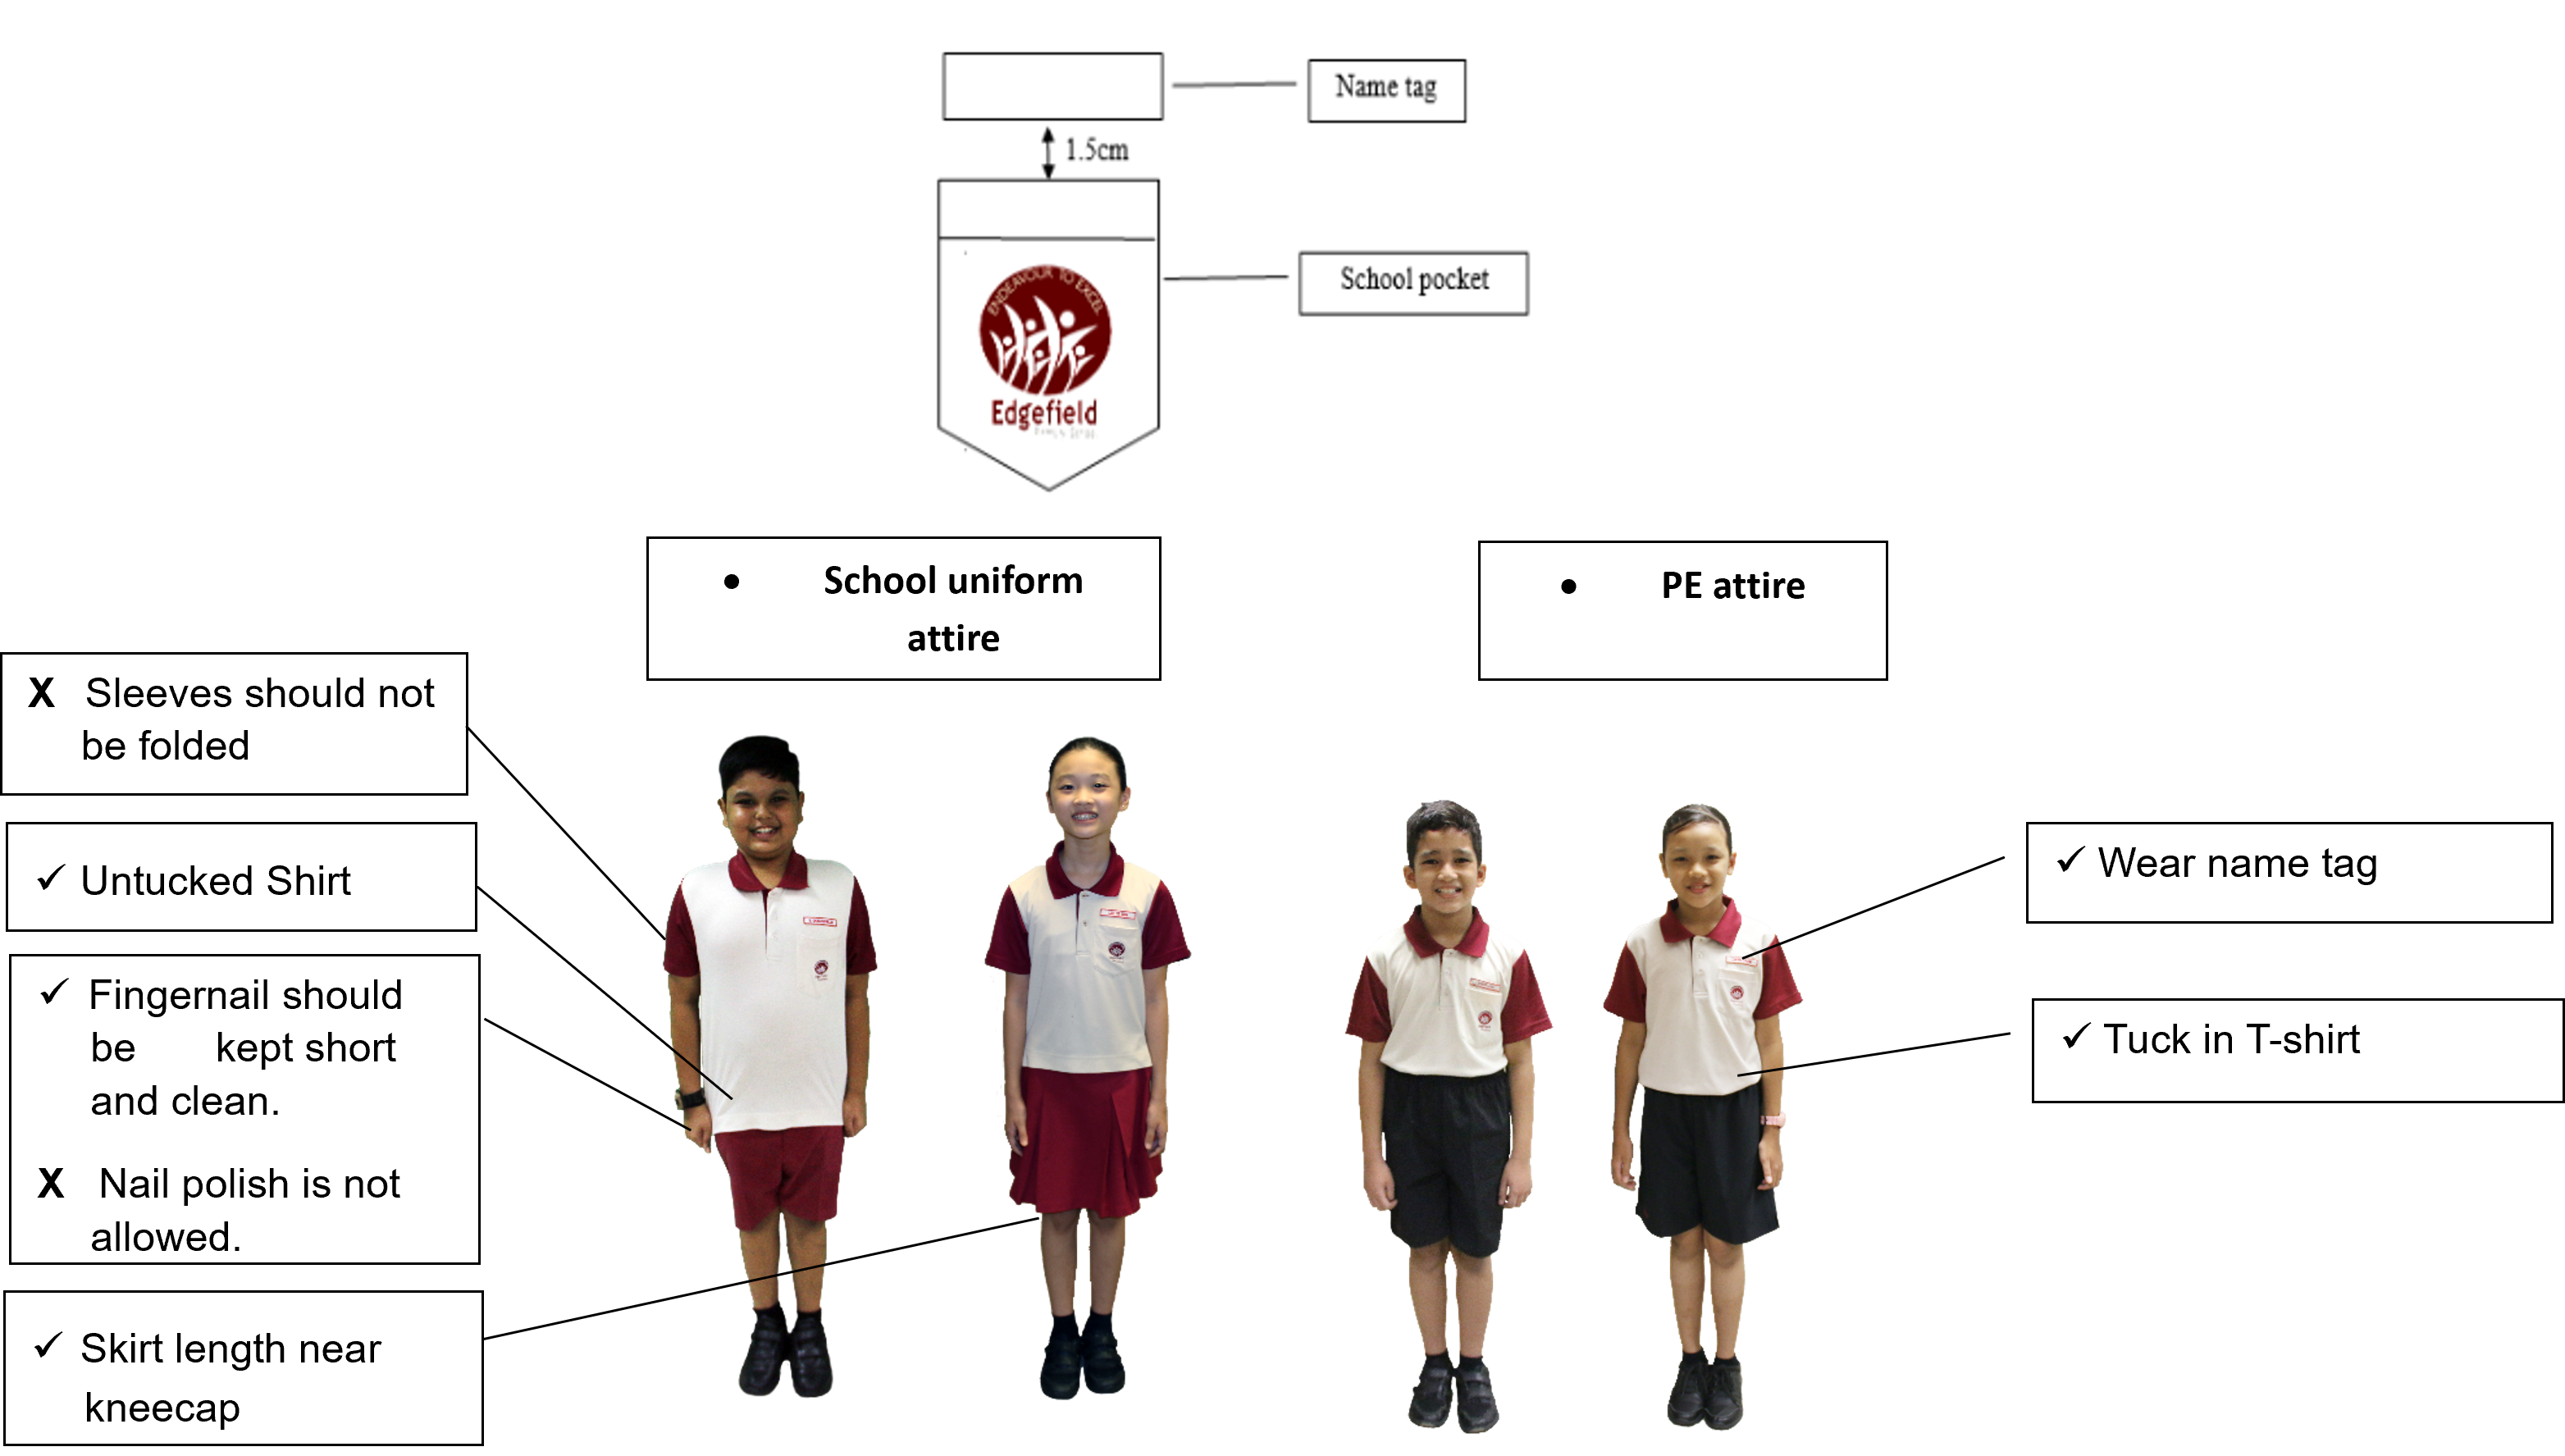 Name tag
1.5cm
School pocket
ENDEAVOUR TO EXCEL
Edgefield
• School uniform
attire
• PE attire
X Sleeves should not
be folded
✓ Untucked Shirt
✓ Fingernail should
be kept short
and clean.
X Nail polish is not
allowed.
✓ Skirt length near
kneecap
✓ Wear name tag
✓ Tuck in T-shirt